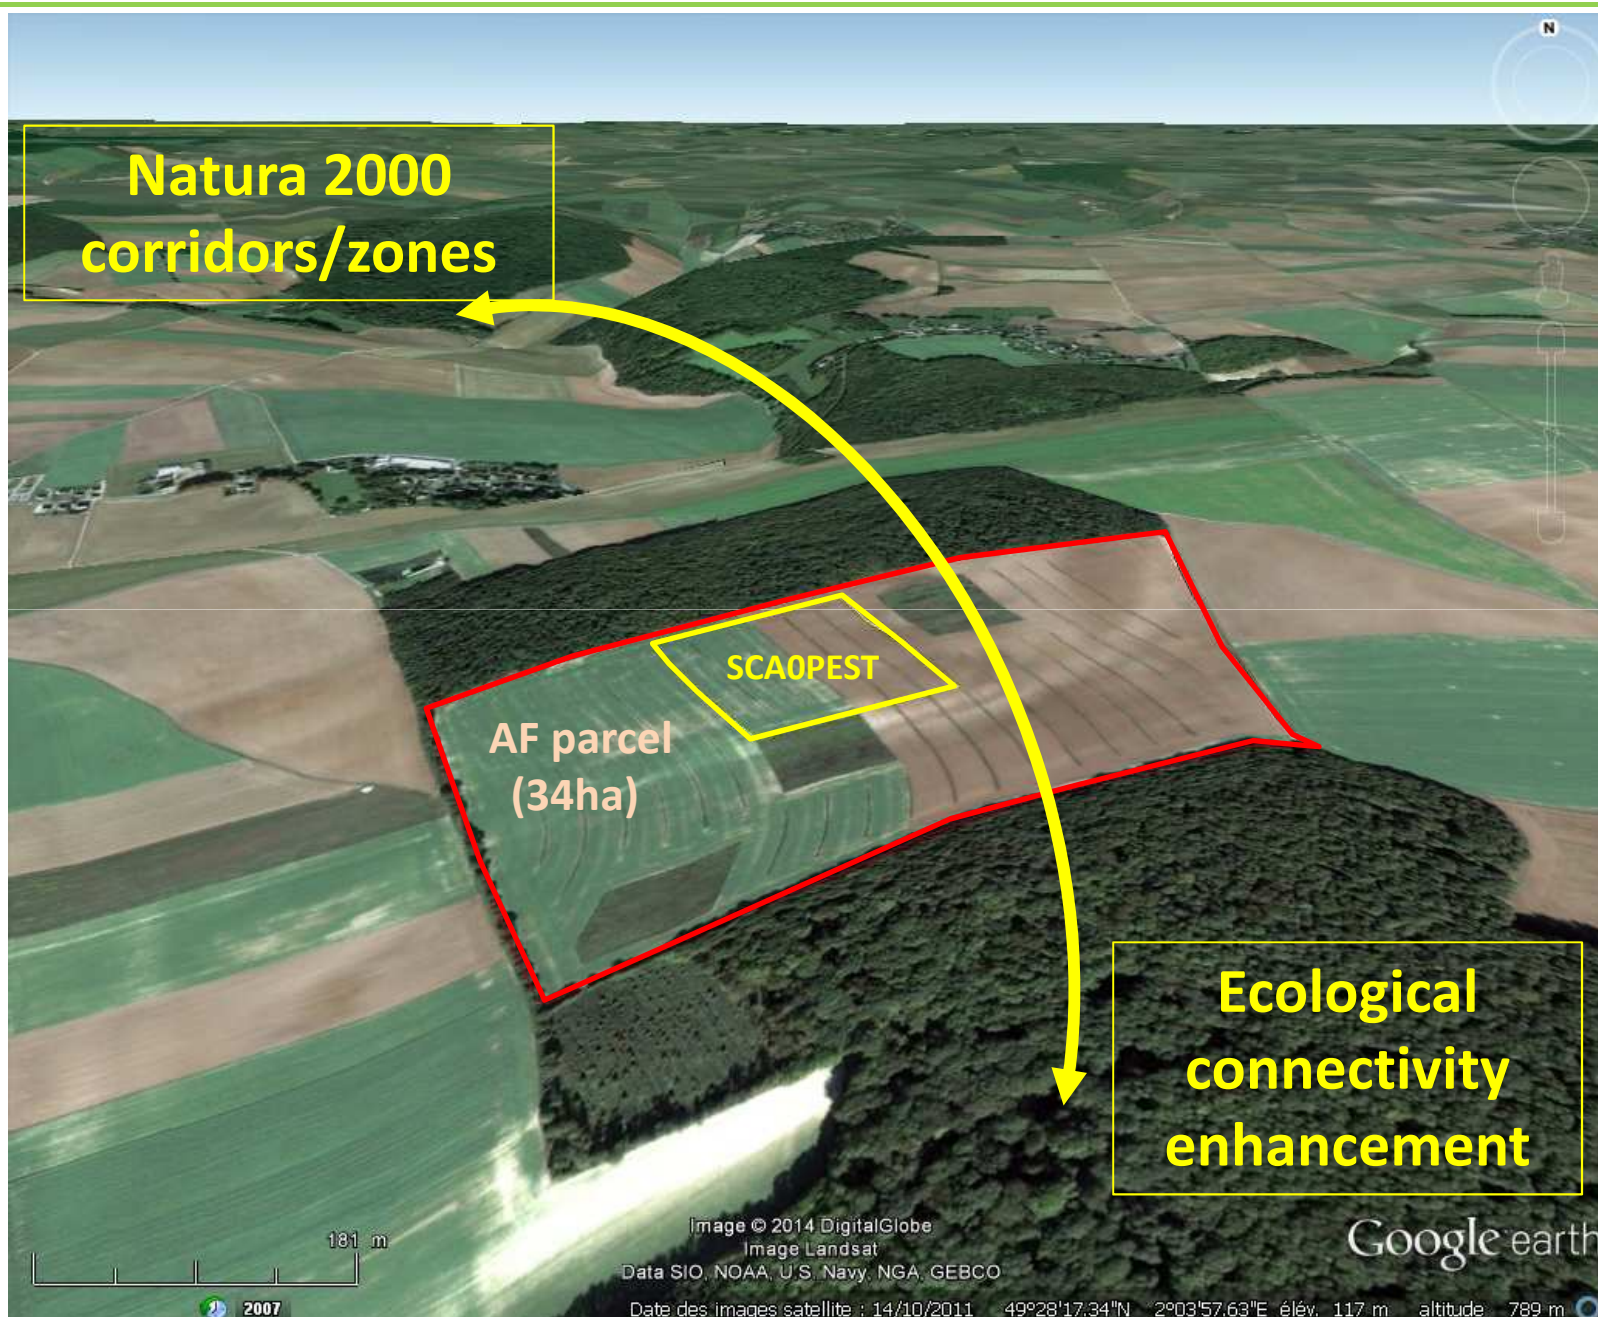 N
Natura 2000
corridors/zones
SCA0PEST
AF parcel
(34ha)
Ecological
connectivity
enhancement
181 m
Image © 2014 DigitalGlobe
Image Landsat
Data SIO, NOAA, U.S. Navy, NGA, GEBCO
Google earth
2007
Date des images satellite : 14/10/2011 49°28'17.34"N 2°03'57.63"E élév. 117 m altitude 789 m